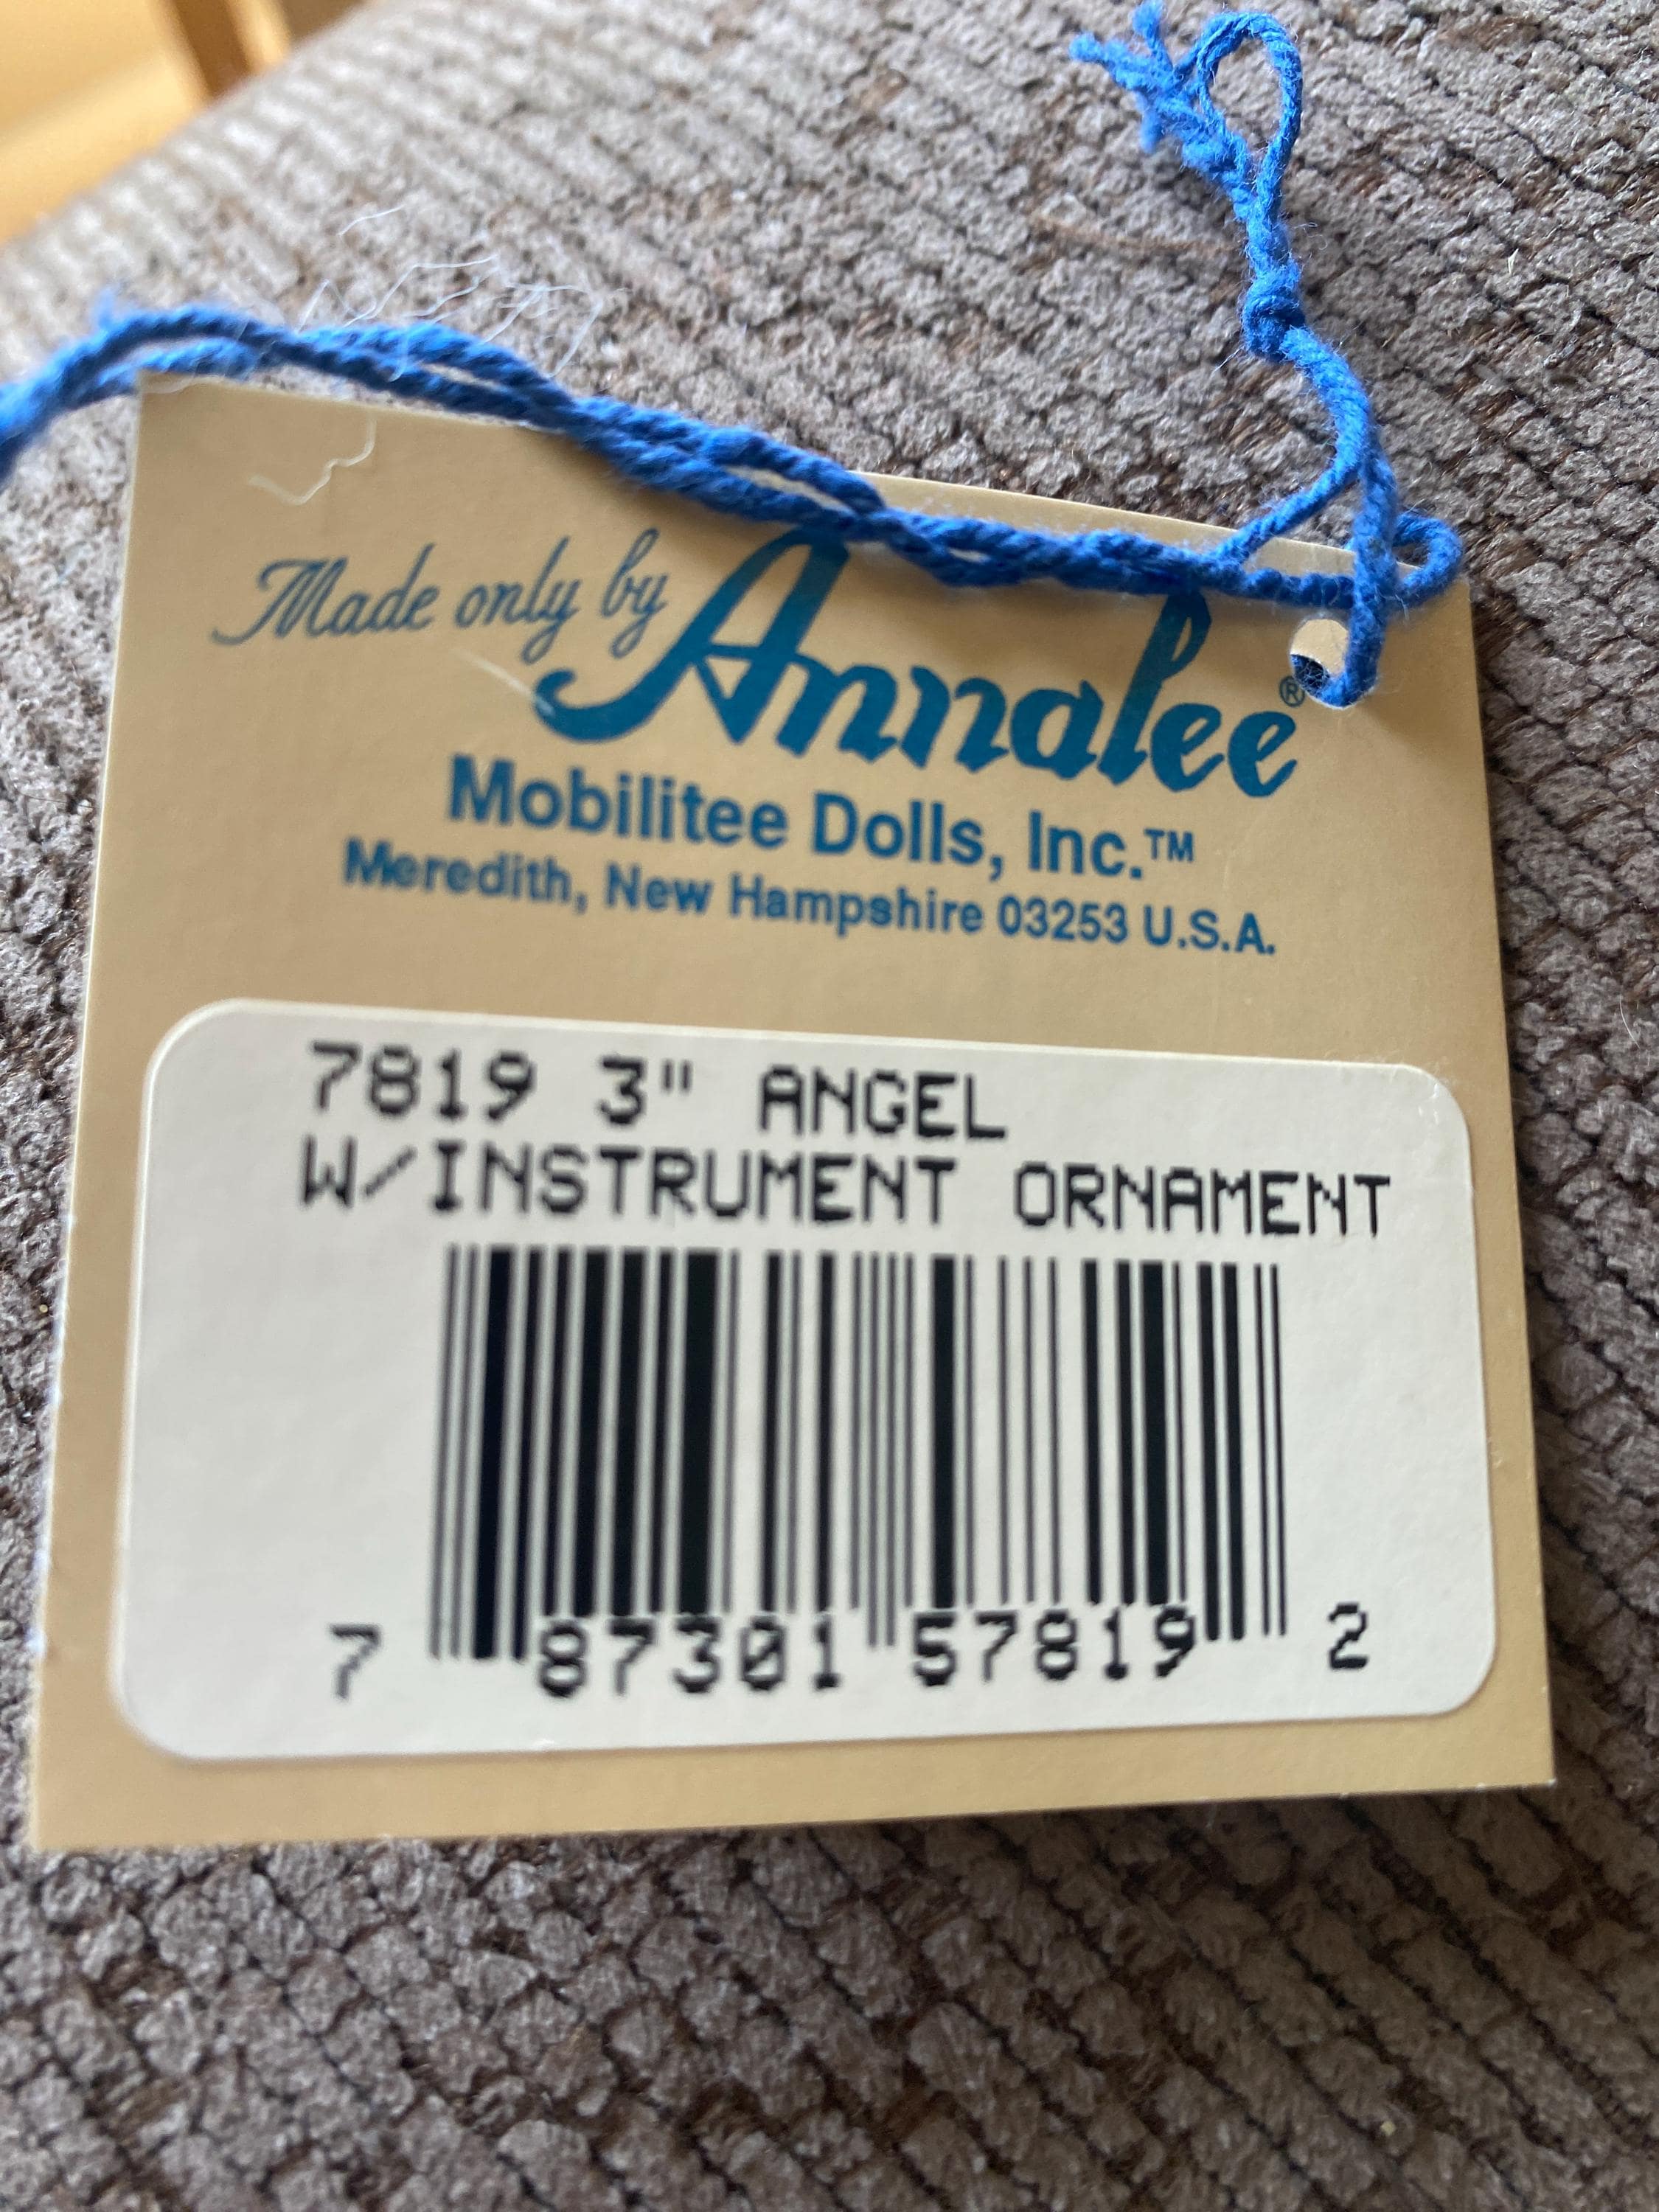 Made only by Annalee®
Mobilitee Dolls, Inc.™
Meredith, New Hampshire 03253 U.S.A.
7819 3" ANGEL
W/INSTRUMENT ORNAMENT
7 87301 57819 2